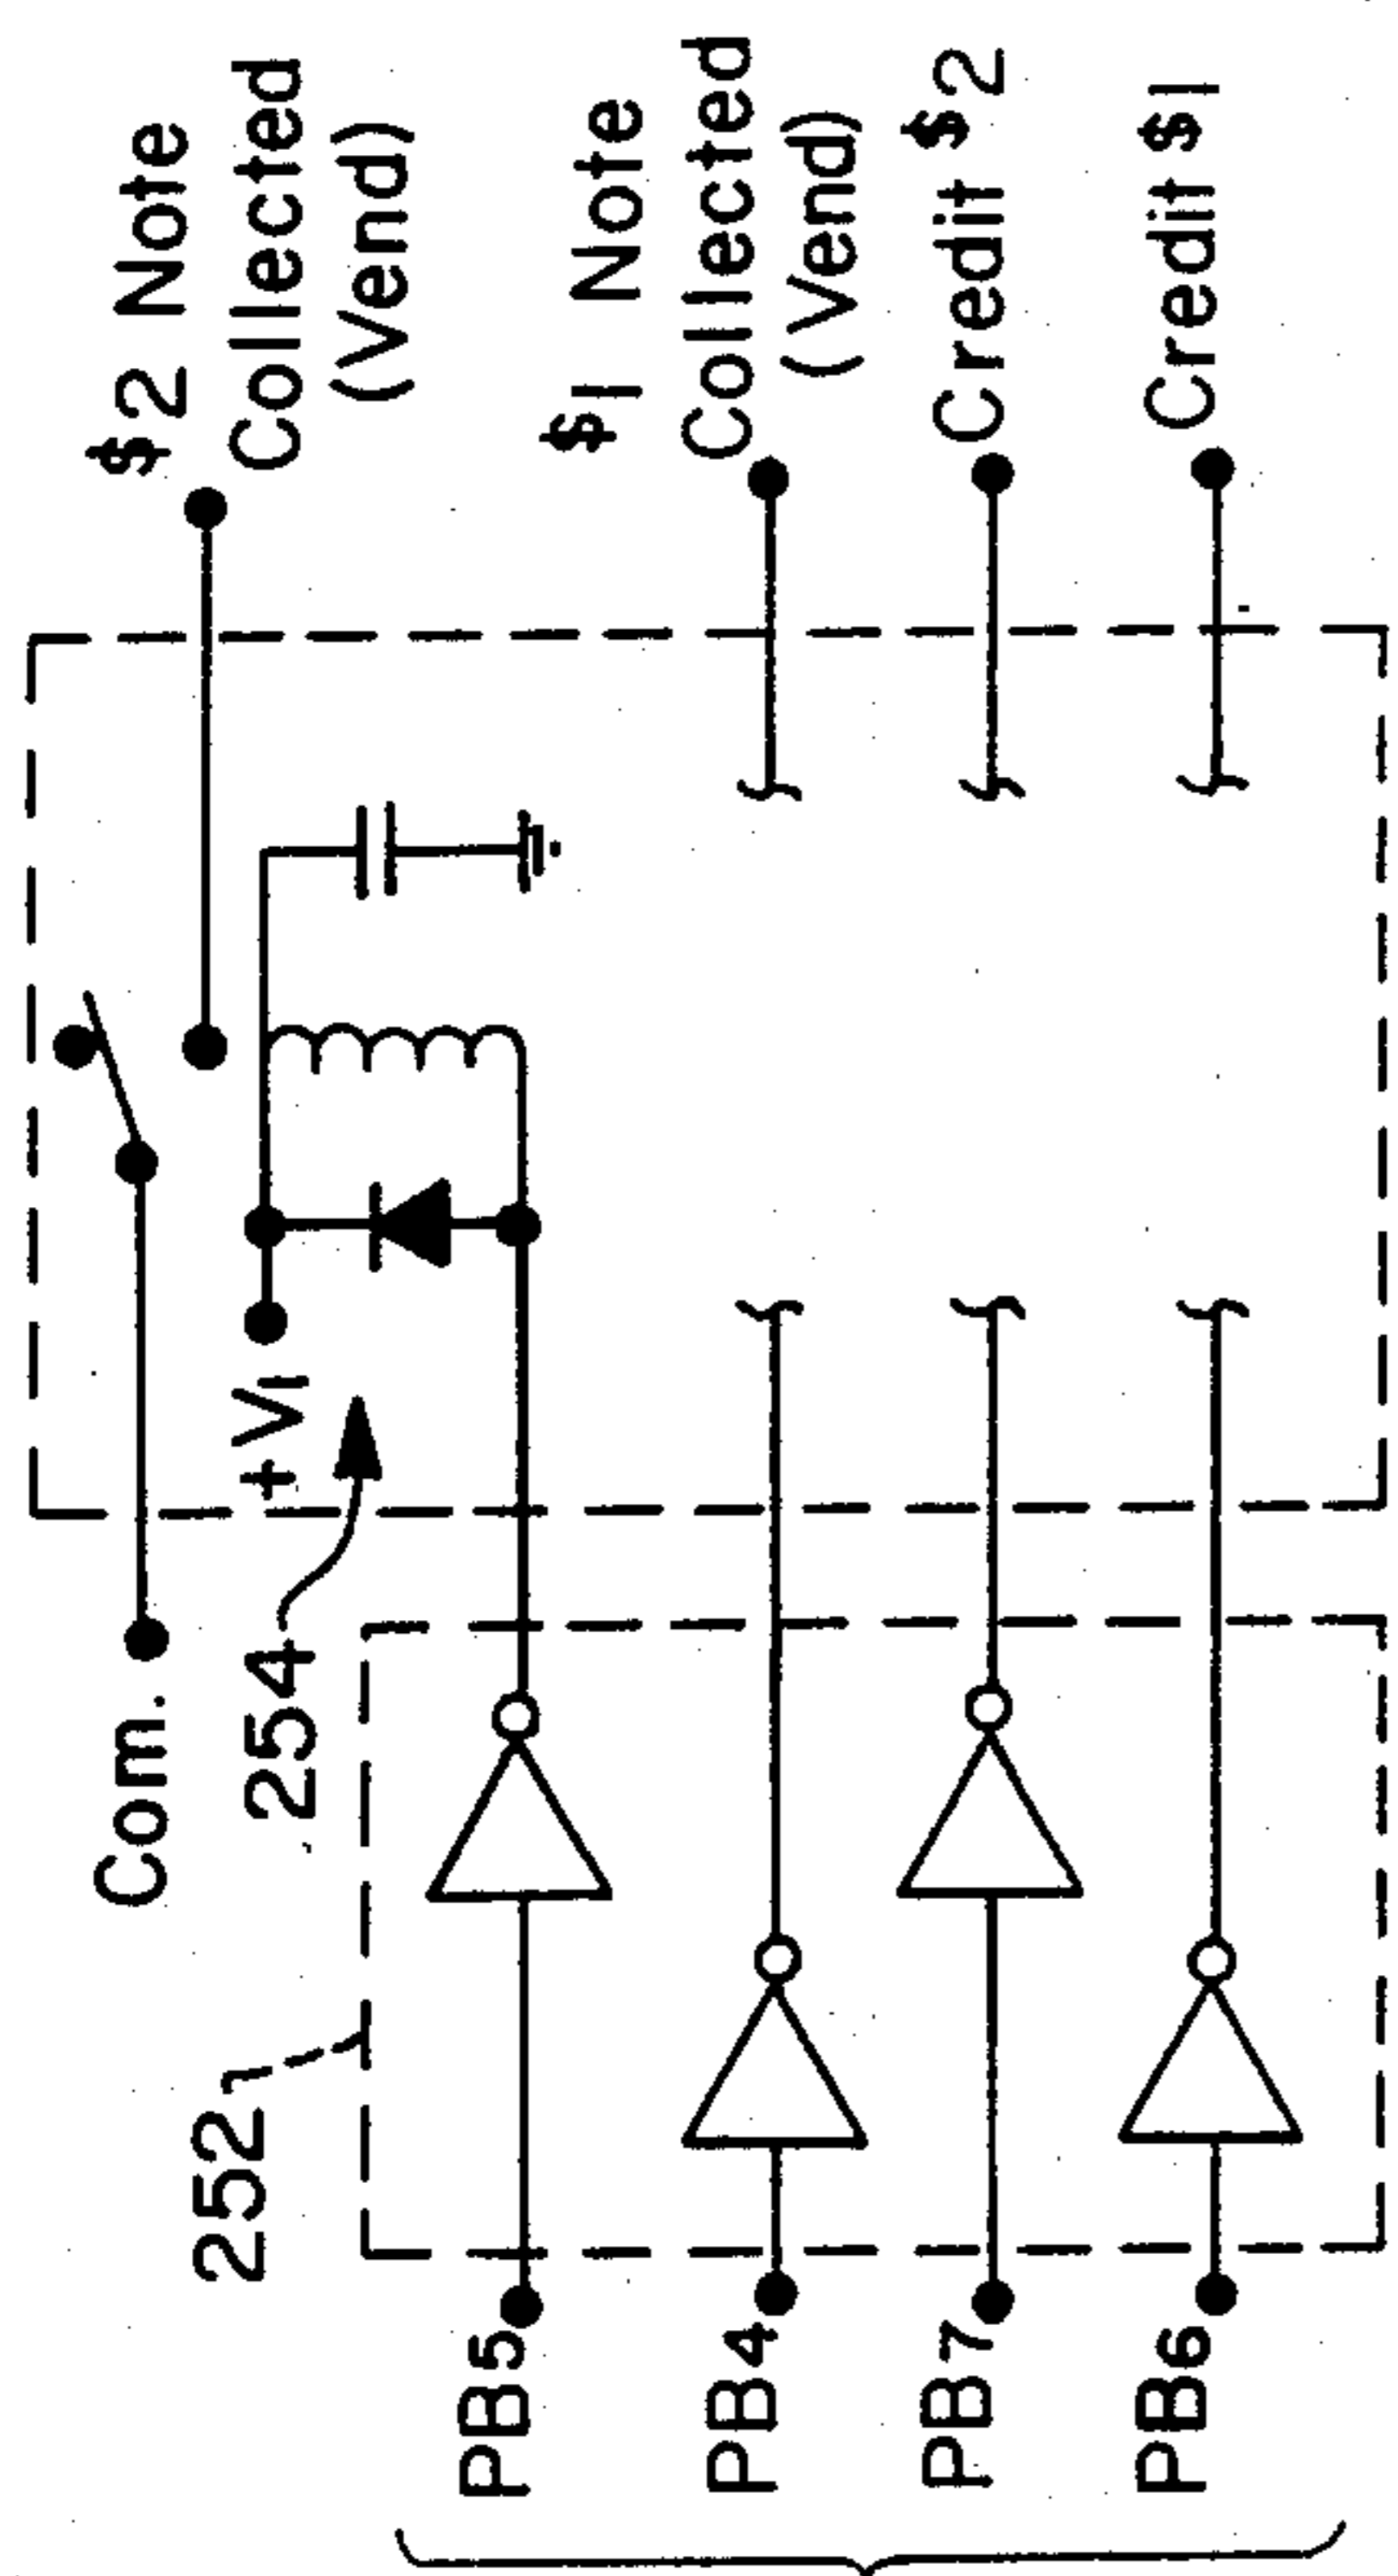 Com.
$2 Note
Collected
(Vend)
+V1
254
$1 Note
Collected
(Vend)
Credit $2
Credit $1
252
PB5
PB4
PB7
PB6